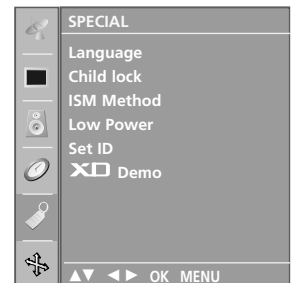 SPECIAL
Language
Child lock
ISM Method
Low Power
Set ID
XD Demo
▲▼ ◄► OK MENU